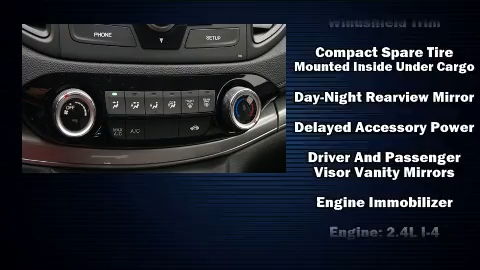 PHONE
SETUP
MAX A/C
A/C
Windshield Trim
Compact Spare Tire
Mounted Inside Under Cargo
Day-Night Rearview Mirror
Delayed Accessory Power
Driver And Passenger
Visor Vanity Mirrors
Engine Immobilizer
Engine: 2.4L I-4